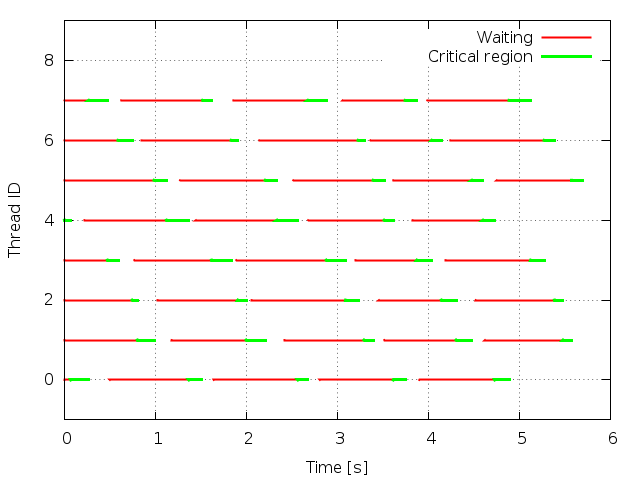 Waiting
Critical region
8
6
4
2
0
Thread ID
0 1 2 3 4 5 6
Time [s]